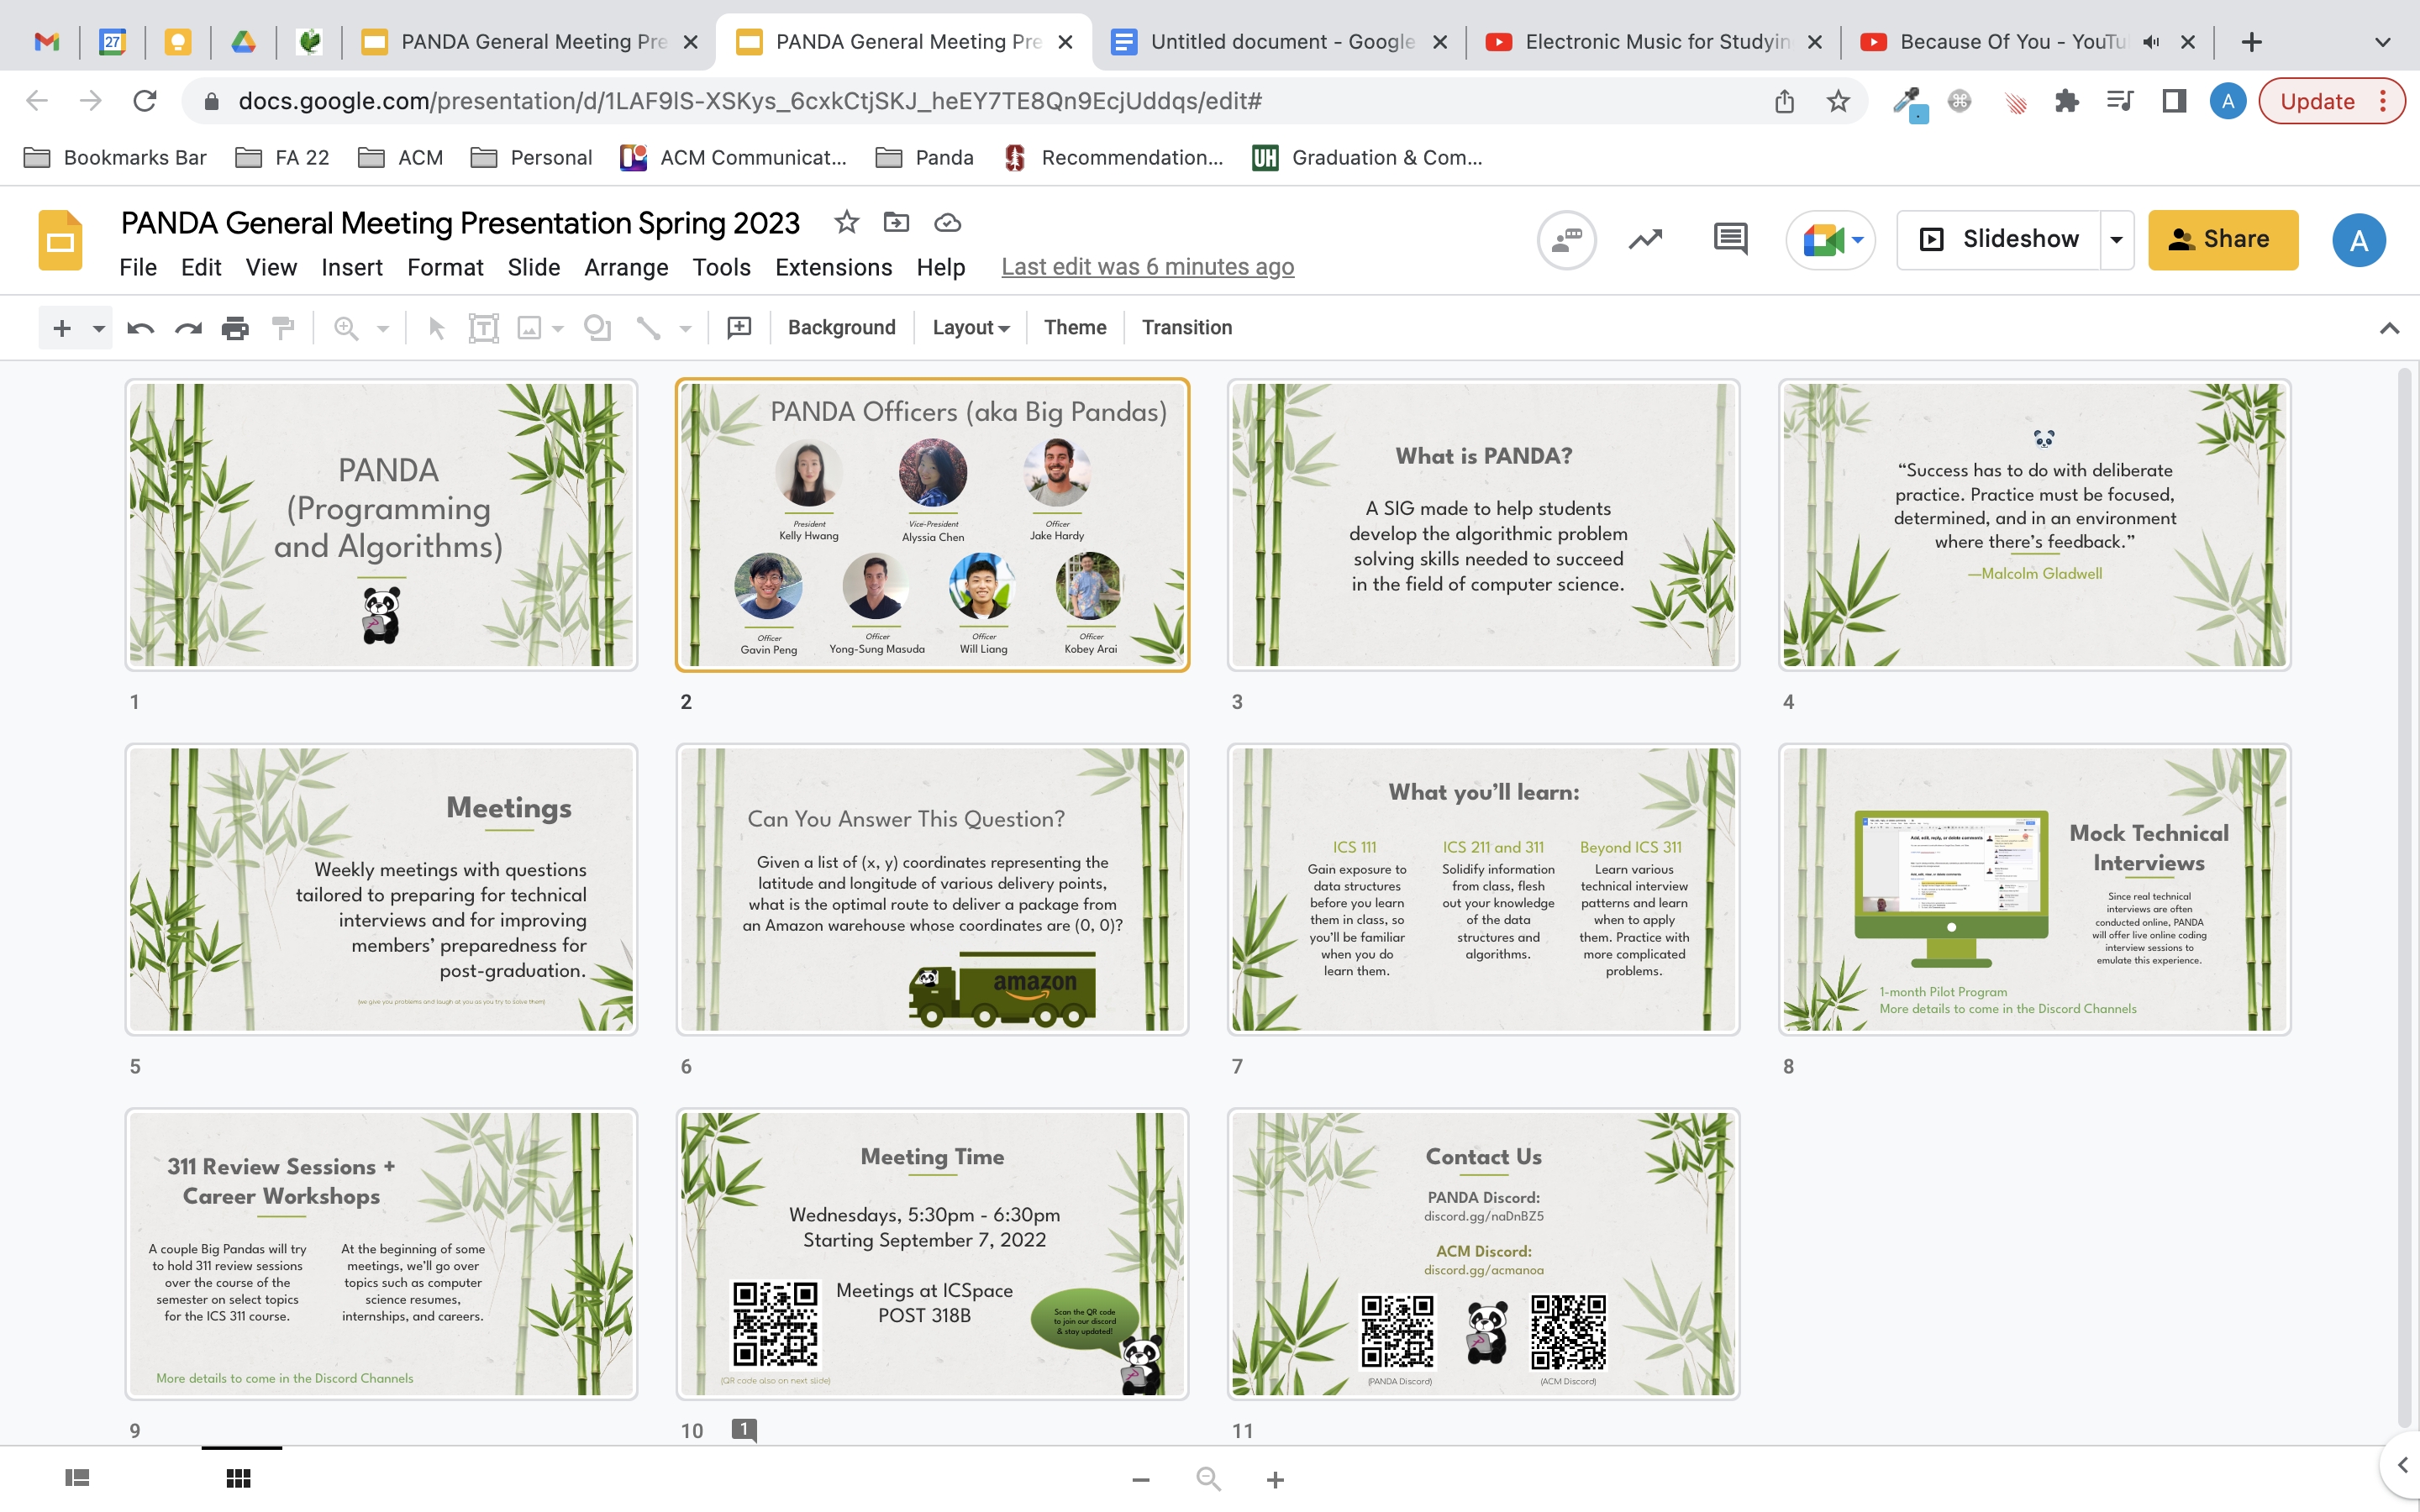 27
PANDA General Meeting Pre
PANDA General Meeting Pre
Untitled document - Google
Electronic Music for Studyin
Because Of You - YouTu
docs.google.com/presentation/d/1LAF9lS-XSKys_6cxkCtjSKJ_heEY7TE8Qn9EcjUddqs/edit#
A
Update
Bookmarks Bar
FA 22
ACM
Personal
ACM Communicat...
Panda
Recommendation...
UH
Graduation & Com...
PANDA General Meeting Presentation Spring 2023
File Edit View Insert Format Slide Arrange Tools Extensions Help
Last edit was 6 minutes ago
Slideshow
Share
A
Background
Layout
Theme
Transition
PANDA
(Programming
and Algorithms)
1
PANDA Officers (aka Big Pandas)
President
Kelly Hwang
Vice-President
Alyssia Chen
Officer
Jake Hardy
Officer
Gavin Peng
Officer
Yong-Sung Masuda
Officer
Will Liang
Officer
Kobey Arai
2
What is PANDA?
A SIG made to help students
develop the algorithmic problem
solving skills needed to succeed
in the field of computer science.
3
“Success has to do with deliberate
practice. Practice must be focused,
determined, and in an environment
where there’s feedback.”
—Malcolm Gladwell
4
Meetings
Weekly meetings with questions
tailored to preparing for technical
interviews and for improving
members’ preparedness for
post-graduation.
(we give you problems and laugh at you as you try to solve them)
5
Can You Answer This Question?
Given a list of (x, y) coordinates representing the
latitude and longitude of various delivery points,
what is the optimal route to deliver a package from
an Amazon warehouse whose coordinates are (0, 0)?
amazon
6
What you’ll learn:
ICS 111
Gain exposure to
data structures
before you learn
them in class, so
you’ll be familiar
when you do
learn them.
ICS 211 and 311
Solidify information
from class, flesh
out your knowledge
of the data
structures and
algorithms.
Beyond ICS 311
Learn various
technical interview
patterns and learn
when to apply
them. Practice with
more complicated
problems.
7
Mock Technical
Interviews
Since real technical
interviews are often
conducted online, PANDA
will offer live online coding
interview sessions to
emulate this experience.
1-month Pilot Program
More details to come in the Discord Channels
8
311 Review Sessions +
Career Workshops
A couple Big Pandas will try
to hold 311 review sessions
over the course of the
semester on select topics
for the ICS 311 course.
At the beginning of some
meetings, we’ll go over
topics such as computer
science resumes,
internships, and careers.
More details to come in the Discord Channels
9
Meeting Time
Wednesdays, 5:30pm - 6:30pm
Starting September 7, 2022
Meetings at ICSpace
POST 318B
Scan the QR code
to join our discord
& stay updated!
(QR code also on next slide)
10
1
Contact Us
PANDA Discord:
discord.gg/naDnBZ5
ACM Discord:
discord.gg/acmanoa
(PANDA Discord)
(ACM Discord)
11